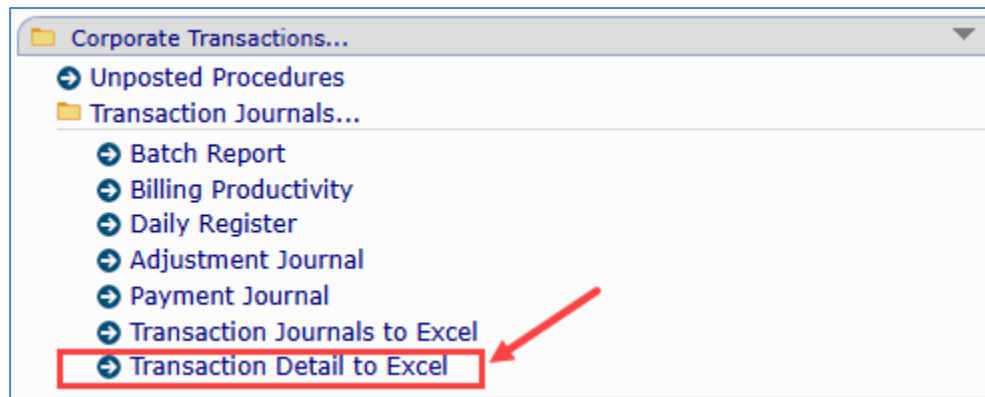 Corporate Transactions...
Unposted Procedures
Transaction Journals...
Batch Report
Billing Productivity
Daily Register
Adjustment Journal
Payment Journal
Transaction Journals to Excel
Transaction Detail to Excel